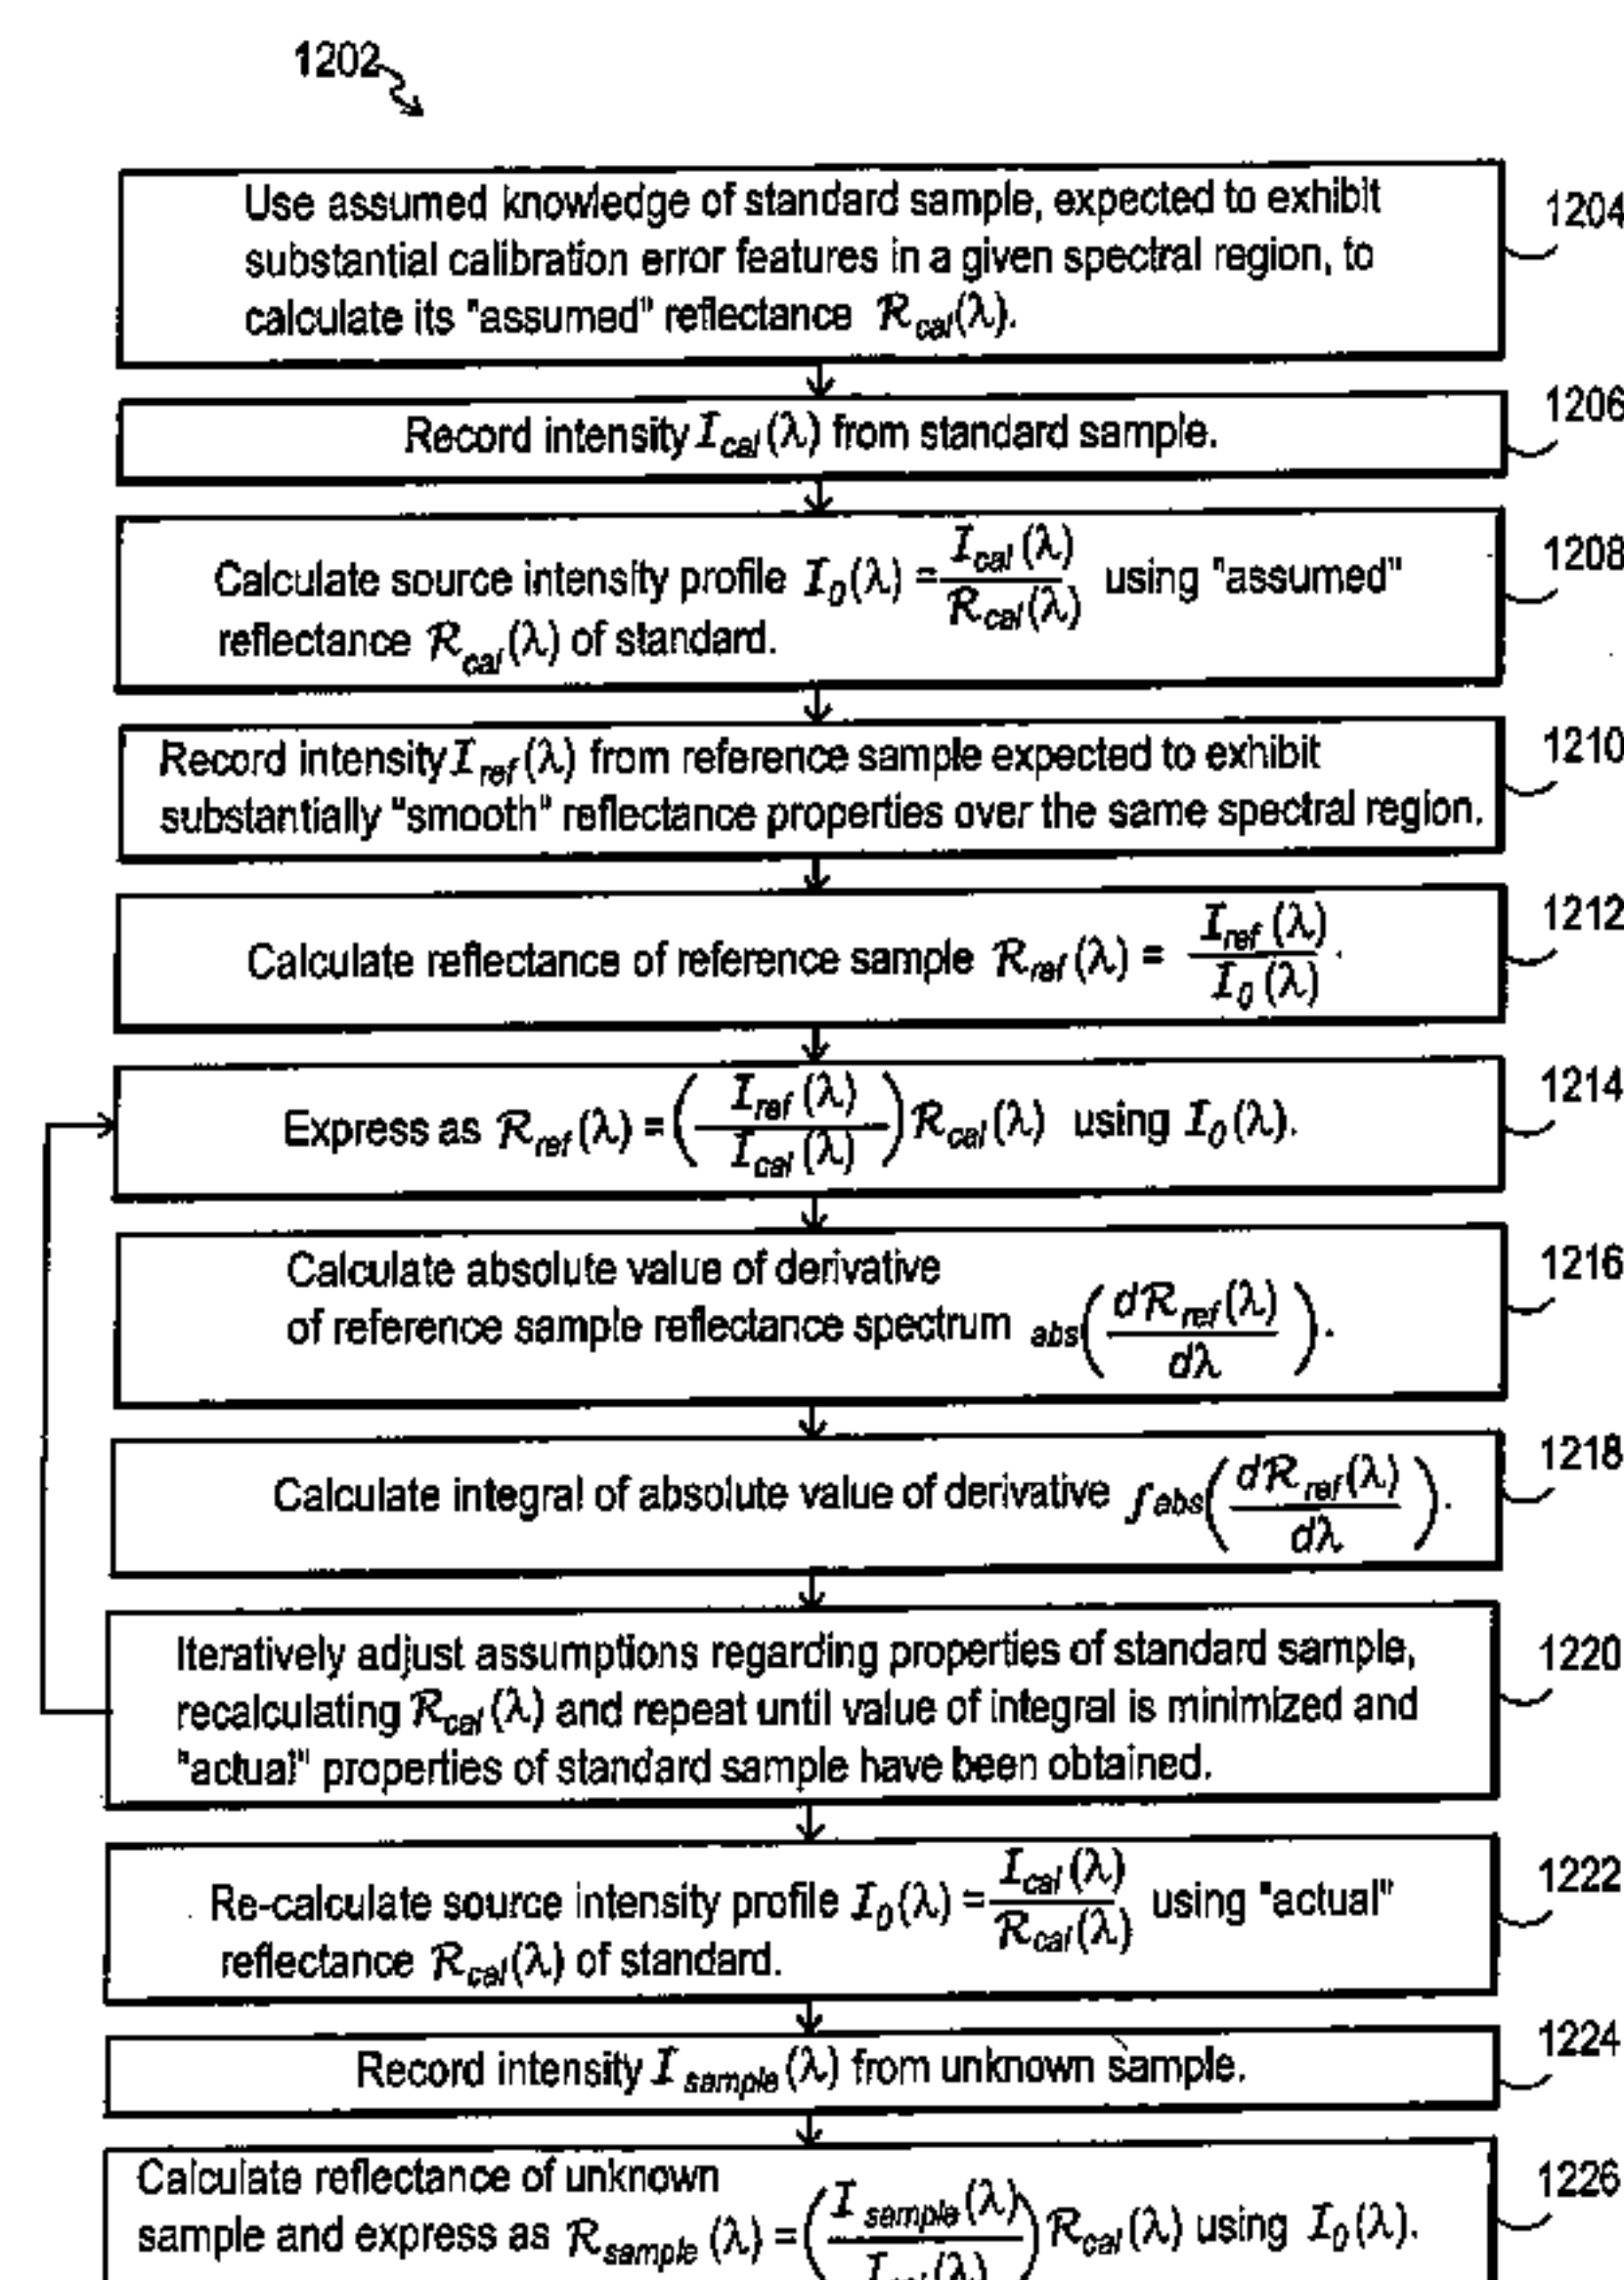 1202
Use assumed knowledge of standard sample, expected to exhibit
substantial calibration error features in a given spectral region, to
calculate its "assumed" reflectance ℛcal(λ).
1204
Record intensity Ical(λ) from standard sample.
1206
Calculate source intensity profile I0(λ) = Ical(λ) / ℛcal(λ) using "assumed"
reflectance ℛcal(λ) of standard.
1208
Record intensity Iref(λ) from reference sample expected to exhibit
substantially "smooth" reflectance properties over the same spectral region.
1210
Calculate reflectance of reference sample ℛref(λ) = Iref(λ) / I0(λ).
1212
Express as ℛref(λ) = (Iref(λ) / Ical(λ)) ℛcal(λ) using I0(λ).
1214
Calculate absolute value of derivative
of reference sample reflectance spectrum abs(dℛref(λ) / dλ).
1216
Calculate integral of absolute value of derivative ∫abs(dℛref(λ) / dλ).
1218
Iteratively adjust assumptions regarding properties of standard sample,
recalculating ℛcal(λ) and repeat until value of integral is minimized and
"actual" properties of standard sample have been obtained.
1220
Re-calculate source intensity profile I0(λ) = Ical(λ) / ℛcal(λ) using "actual"
reflectance ℛcal(λ) of standard.
1222
Record intensity Isample(λ) from unknown sample.
1224
Calculate reflectance of unknown
sample and express as ℛsample(λ) = (Isample(λ) / Ical(λ)) ℛcal(λ) using I0(λ).
1226